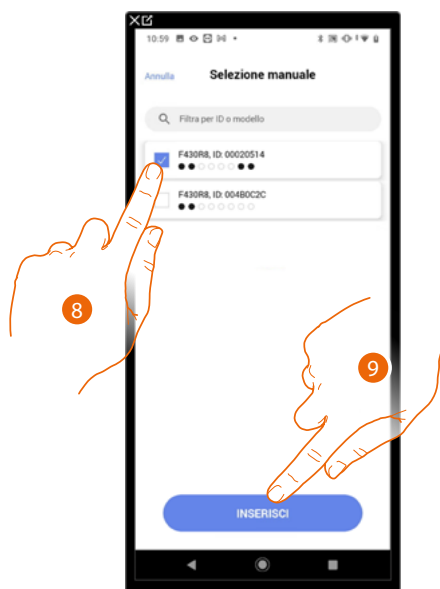 10:59
Annulla Selezione manuale
Filtra per ID o modello
F430R8, ID: 00020514
F430R8, ID: 004B0C2C
8
9
INSERISCI